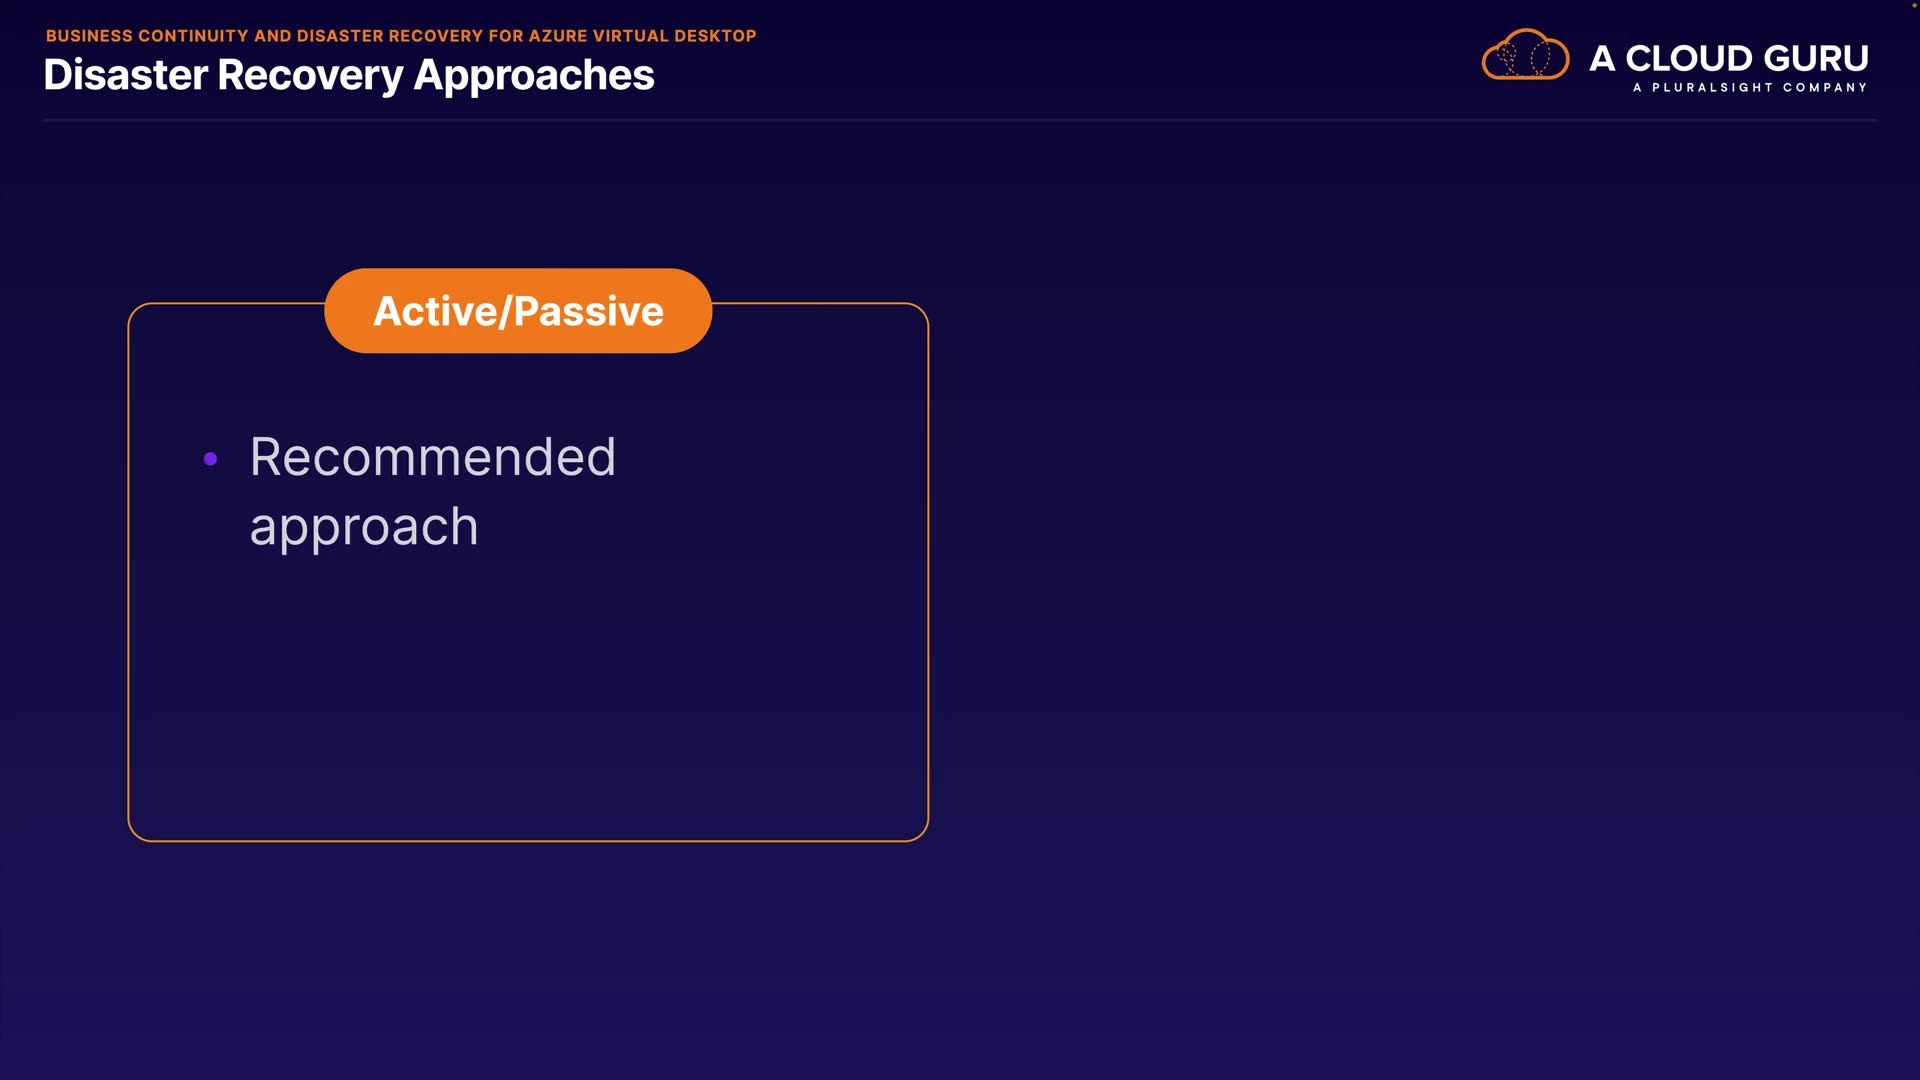 BUSINESS CONTINUITY AND DISASTER RECOVERY FOR AZURE VIRTUAL DESKTOP
Disaster Recovery Approaches
A CLOUD GURU
A PLURALSIGHT COMPANY
Active/Passive
• Recommended
approach